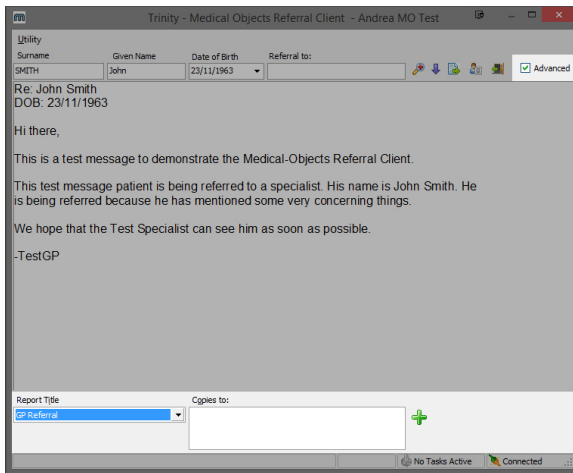 Trinity - Medical Objects Referral Client - Andrea MO Test
Utility
Surname Given Name Date of Birth Referral to:
SMITH John 23/11/1963 Advanced
Re: John Smith
DOB: 23/11/1963
Hi there,
This is a test message to demonstrate the Medical-Objects Referral Client.
This test message patient is being referred to a specialist. His name is John Smith. He
is being referred because he has mentioned some very concerning things.
We hope that the Test Specialist can see him as soon as possible.
-TestGP
Report Title Copies to:
GP Referral
No Tasks Active Connected